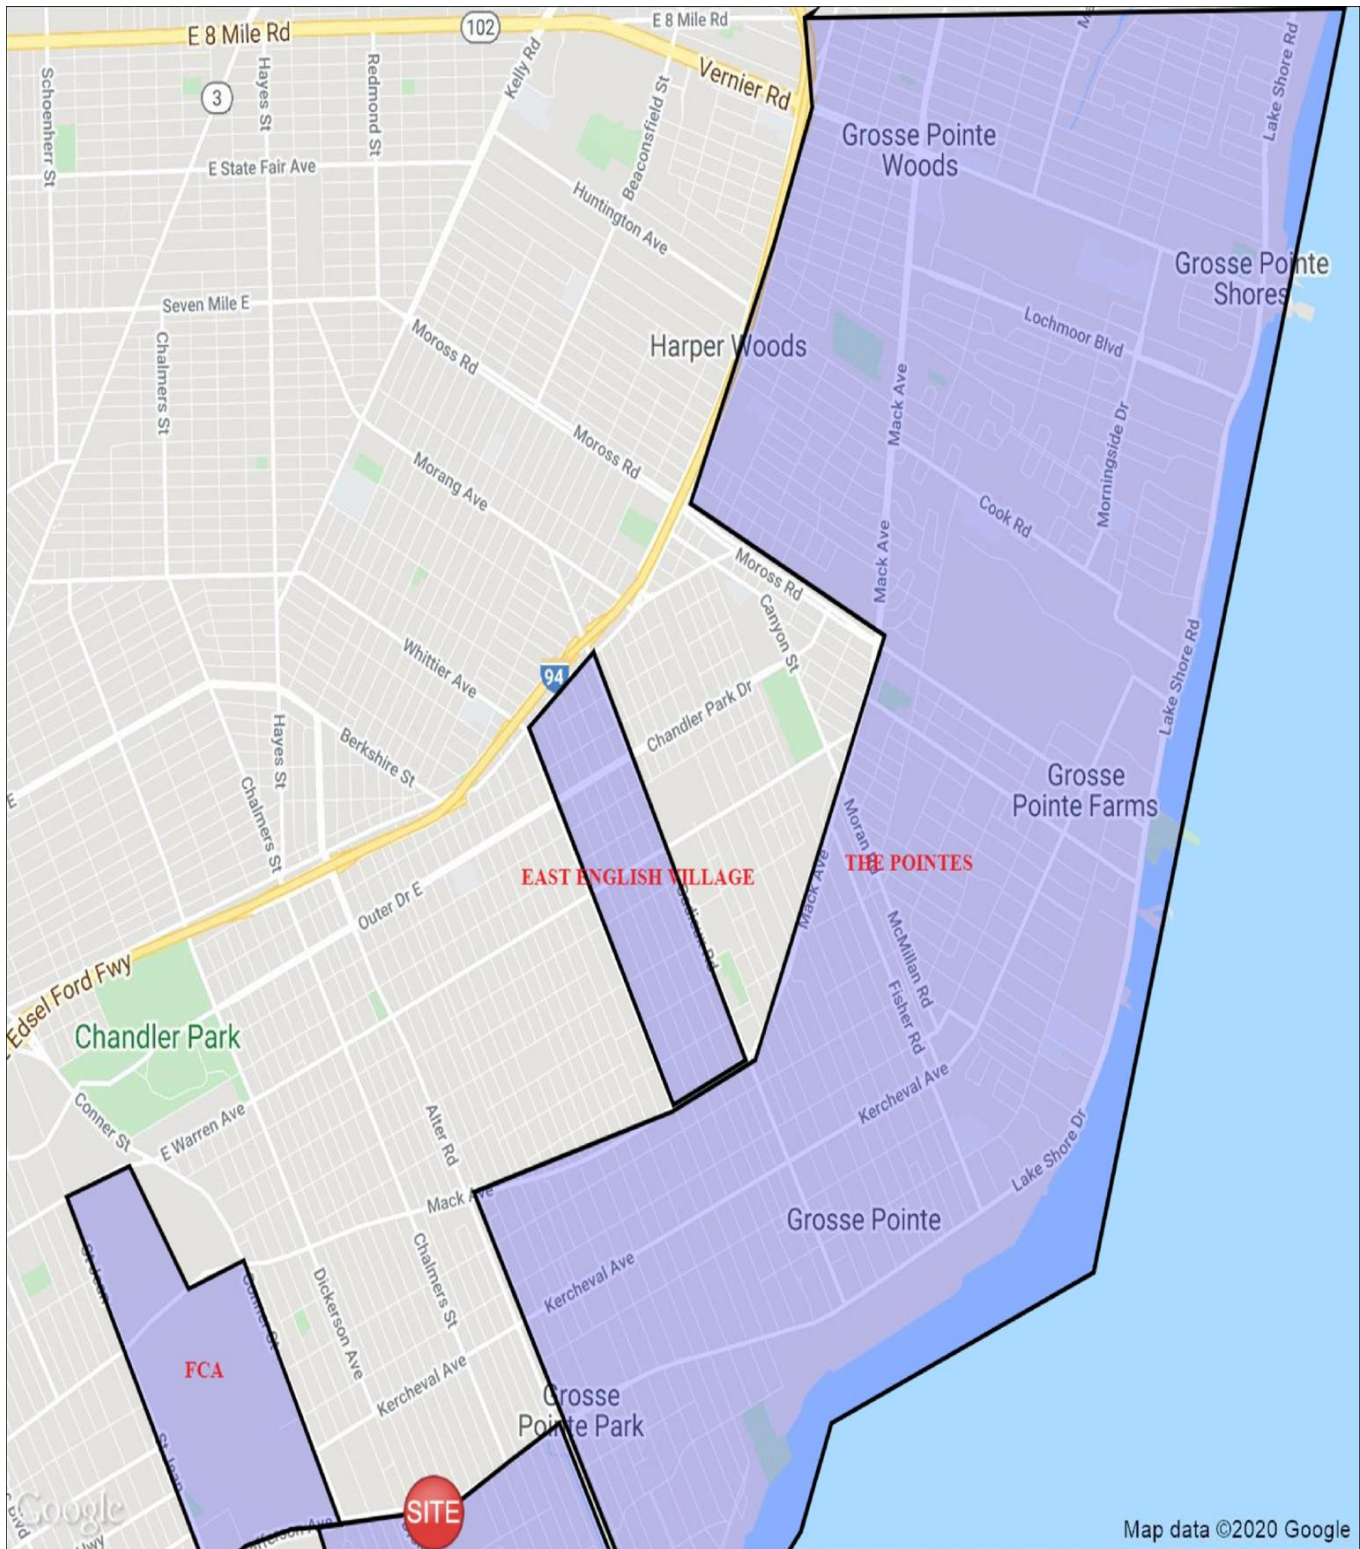 E 8 Mile Rd
102
E 8 Mile Rd
Vernier Rd
Kelly Rd
Schoenherr St
3
Hayes St
Redmond St
Beaconsfield St
Lake Shore Rd
Grosse Pointe
Woods
E State Fair Ave
Huntington Ave
Grosse Pointe
Shores
Seven Mile E
Chalmers St
Moross Rd
Harper Woods
Lochmoor Blvd
Mack Ave
Morningside Dr
Moross Rd
Morang Ave
Cook Rd
Mack Ave
Moross Rd
Canyon St
Whittier Ave
94
Lake Shore Rd
Chandler Park Dr
Hayes St
Berkshire St
Chalmers St
Grosse
Pointe Farms
Moran Rd
EAST ENGLISH VILLAGE
THE POINTES
Outer Dr E
Mack Ave
McMillan Rd
Fisher Rd
Edsel Ford Fwy
Chandler Park
Conner St
E Warren Ave
Alter Rd
Kercheval Ave
Lake Shore Dr
Mack Ave
Grosse Pointe
St Jean
Conner St
Dickerson Ave
Chalmers St
Kercheval Ave
FCA
Kercheval Ave
Grosse
Pointe Park
St Jean
SITE
Google
Map data ©2020 Google